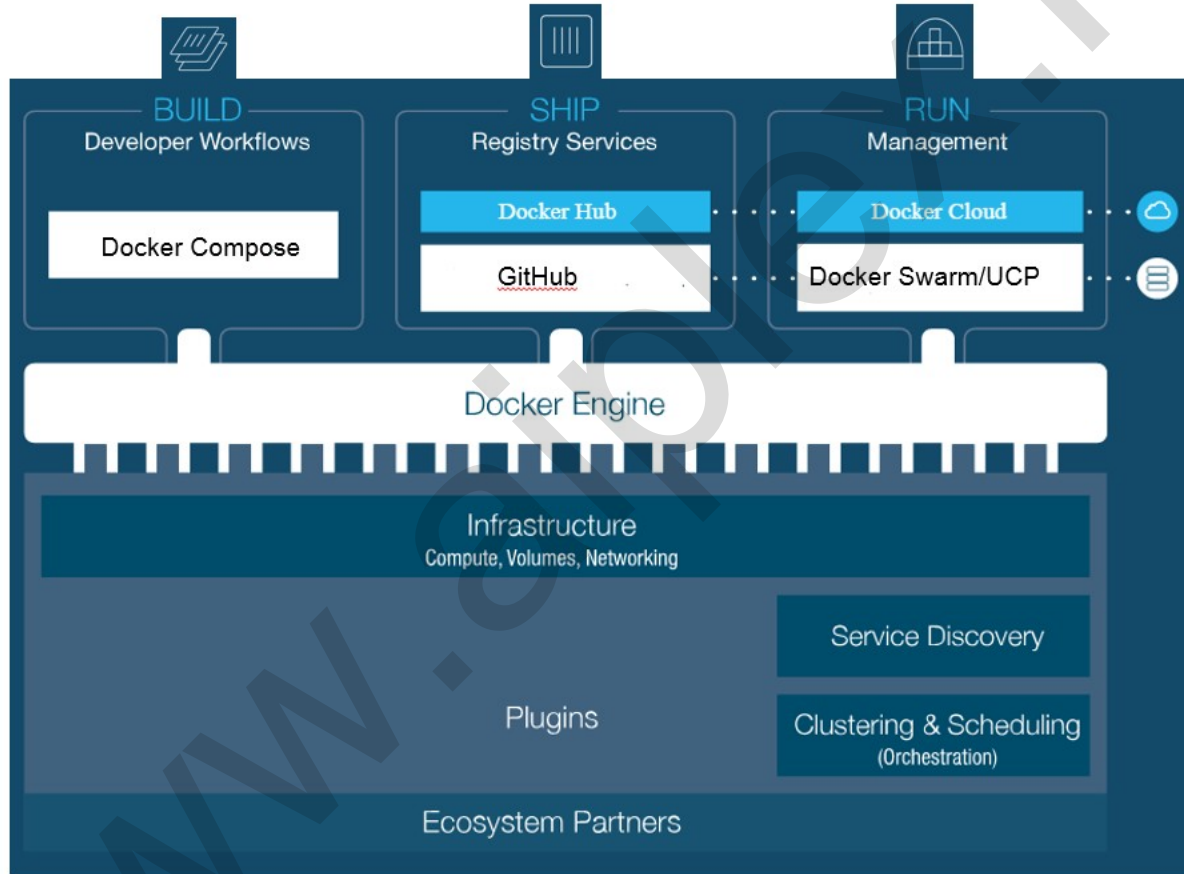 BUILD
Developer Workflows
Docker Compose
SHIP
Registry Services
Docker Hub
GitHub
RUN
Management
Docker Cloud
Docker Swarm/UCP
Docker Engine
Infrastructure
Compute, Volumes, Networking
Service Discovery
Plugins
Clustering & Scheduling
(Orchestration)
Ecosystem Partners